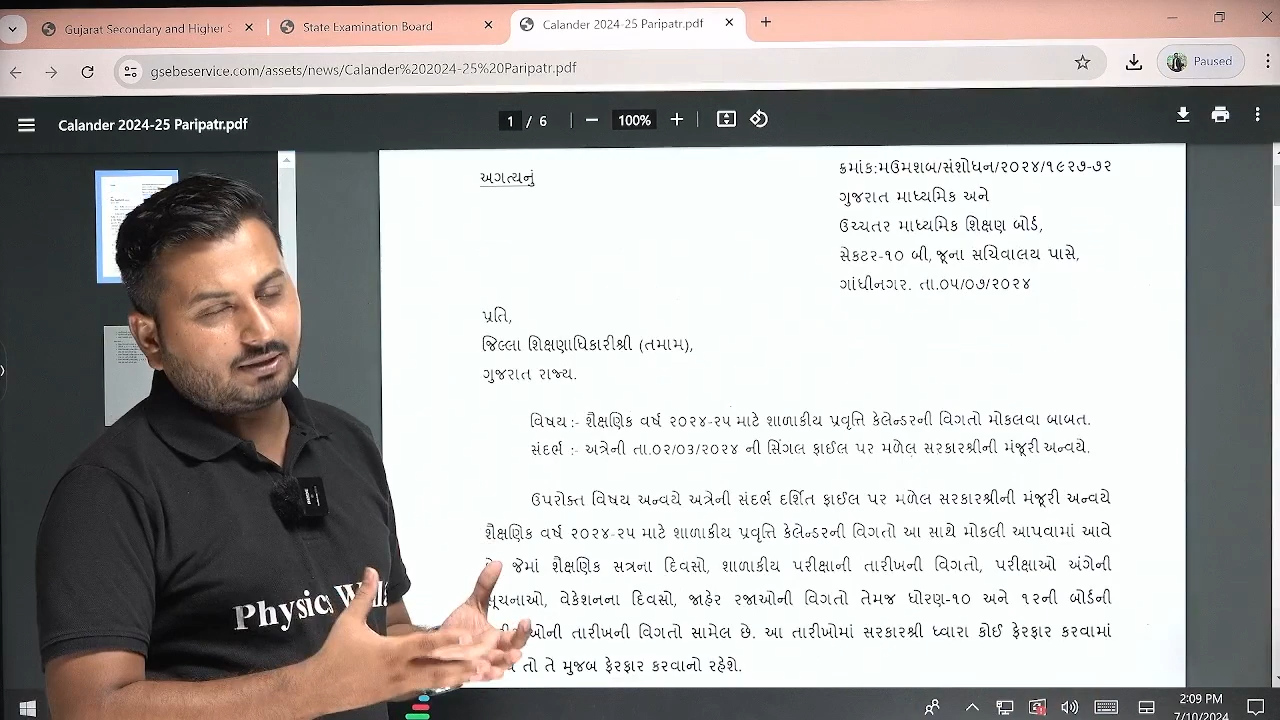 Gujarat Secondary and Higher S
State Examination Board
Calander 2024-25 Paripatr.pdf
gsebeservice.com/assets/news/Calander%202024-25%20Paripatr.pdf
Paused
Calander 2024-25 Paripatr.pdf
1 / 6
100%
અગત્યનું
ક્રમાંક:મઉમશબ/સંશોધન/૨૦૨૪/૧૯૨૭-૭૨
ગુજરાત માધ્યમિક અને
ઉચ્ચતર માધ્યમિક શિક્ષણ બોર્ડ,
સેકટર-૧૦ બી, જૂના સચિવાલય પાસે,
ગાંધીનગર. તા.૦૫/૦૭/૨૦૨૪
પ્રતિ,
જિલ્લા શિક્ષણાધિકારીશ્રી (તમામ),
ગુજરાત રાજ્ય.
વિષય :- શૈક્ષણિક વર્ષ ૨૦૨૪-૨૫ માટે શાળાકીય પ્રવૃત્તિ કેલેન્ડરની વિગતો મોકલવા બાબત.
સંદર્ભ :- અત્રેની તા.૦૨/૦૩/૨૦૨૪ ની સિંગલ ફાઈલ પર મળેલ સરકારશ્રીની મંજૂરી અન્વયે.
ઉપરોક્ત વિષય અન્વયે અત્રેની સંદર્ભ દર્શિત ફાઈલ પર મળેલ સરકારશ્રીની મંજૂરી અન્વયે
શૈક્ષણિક વર્ષ ૨૦૨૪-૨૫ માટે શાળાકીય પ્રવૃત્તિ કેલેન્ડરની વિગતો આ સાથે મોકલી આપવામાં આવે
જેમાં શૈક્ષણિક સત્રના દિવસો, શાળાકીય પરીક્ષાની તારીખની વિગતો, પરીક્ષાઓ અંગેની
સૂચનાઓ, વેકેશનના દિવસો, જાહેર રજાઓની વિગતો તેમજ ધોરણ-૧૦ અને ૧૨ની બોર્ડની
તારીખની વિગતો સામેલ છે. આ તારીખોમાં સરકારશ્રી ધ્વારા કોઈ ફેરફાર કરવામાં
તો તે મુજબ ફેરફાર કરવાનો રહેશે.
Physics Walla
2:09 PM
7/10/2024